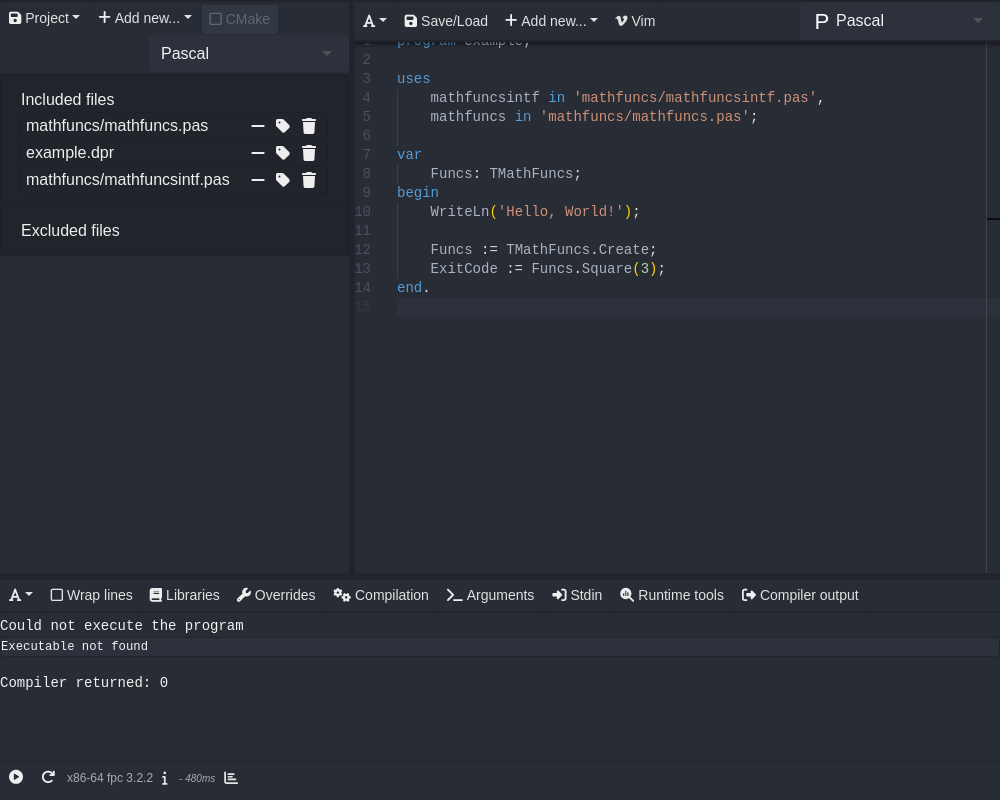 Project
Add new...
CMake
Pascal
Included files
mathfuncs/mathfuncs.pas
example.dpr
mathfuncs/mathfuncsintf.pas
Excluded files
A
Save/Load
Add new...
Vim
P Pascal
1 program example;
2
3 uses
4 mathfuncsintf in 'mathfuncs/mathfuncsintf.pas',
5 mathfuncs in 'mathfuncs/mathfuncs.pas';
6
7 var
8 Funcs: TMathFuncs;
9 begin
10 WriteLn('Hello, World!');
11
12 Funcs := TMathFuncs.Create;
13 ExitCode := Funcs.Square(3);
14 end.
15
A
Wrap lines
Libraries
Overrides
Compilation
Arguments
Stdin
Runtime tools
Compiler output
Could not execute the program
Executable not found
Compiler returned: 0
x86-64 fpc 3.2.2
- 480ms